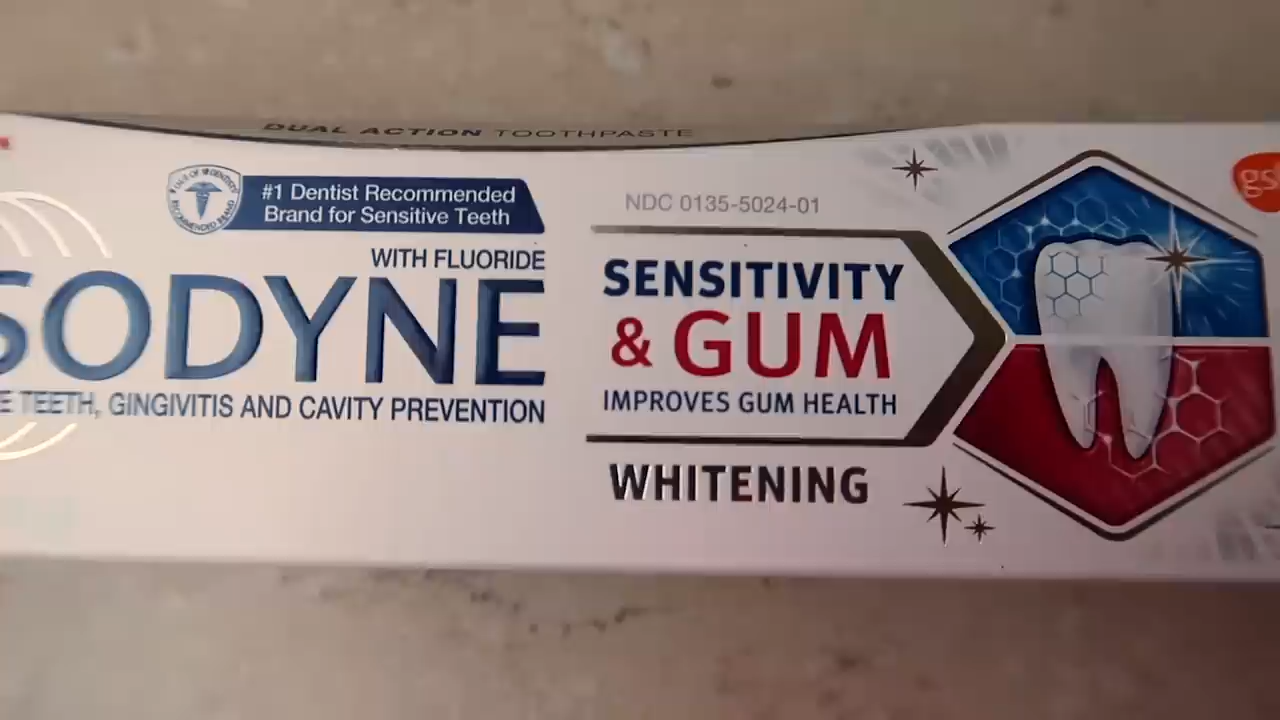 DUAL ACTION TOOTHPASTE
#1 Dentist Recommended
Brand for Sensitive Teeth
WITH FLUORIDE
SODYNE
TEETH, GINGIVITIS AND CAVITY PREVENTION
NDC 0135-5024-01
SENSITIVITY
& GUM
IMPROVES GUM HEALTH
WHITENING
gs